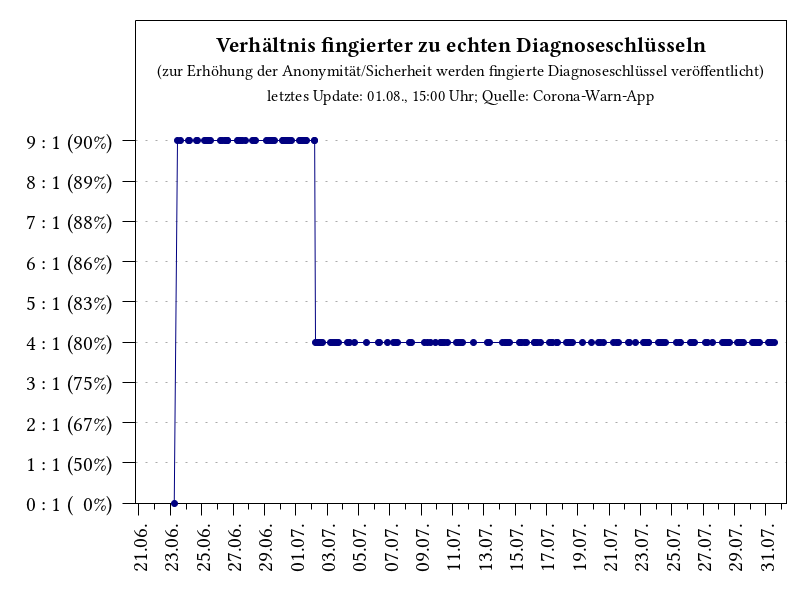 Verhältnis fingierter zu echten Diagnoseschlüsseln
(zur Erhöhung der Anonymität/Sicherheit werden fingierte Diagnoseschlüssel veröffentlicht)
letztes Update: 01.08., 15:00 Uhr; Quelle: Corona-Warn-App
9 : 1 (90%)
8 : 1 (89%)
7 : 1 (88%)
6 : 1 (86%)
5 : 1 (83%)
4 : 1 (80%)
3 : 1 (75%)
2 : 1 (67%)
1 : 1 (50%)
0 : 1 (  0%)
21.06.
23.06.
25.06.
27.06.
29.06.
01.07.
03.07.
05.07.
07.07.
09.07.
11.07.
13.07.
15.07.
17.07.
19.07.
21.07.
23.07.
25.07.
27.07.
29.07.
31.07.